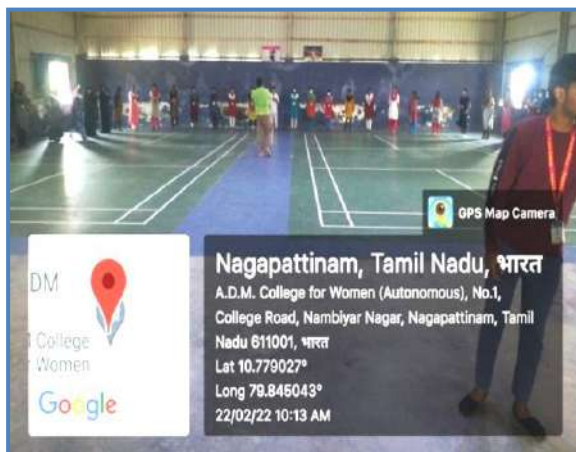 GPS Map Camera
DM
College
Women
Google
Nagapattinam, Tamil Nadu, भारत
A.D.M. College for Women (Autonomous), No.1,
College Road, Nambiyar Nagar, Nagapattinam, Tamil
Nadu 611001, भारत
Lat 10.779027°
Long 79.845043°
22/02/22 10:13 AM